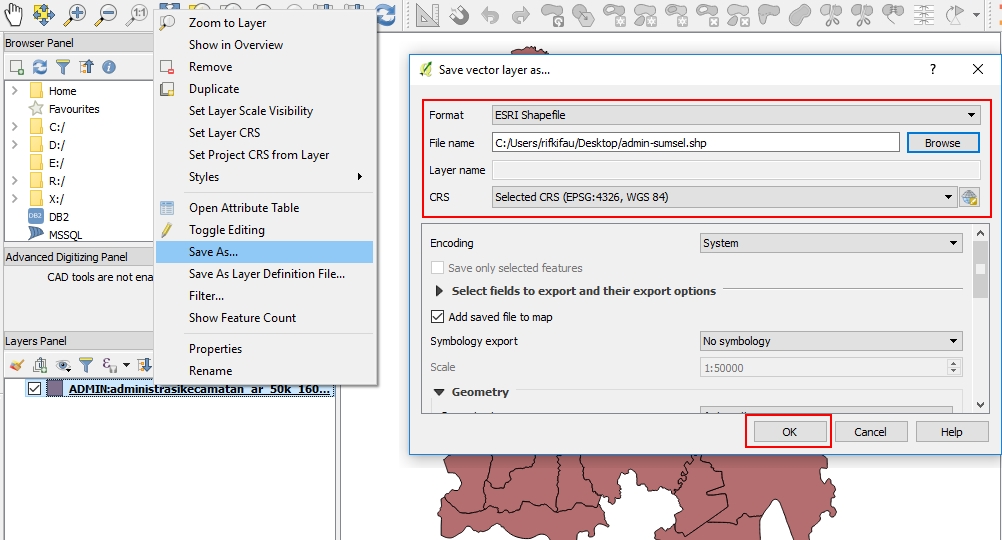 1:1
Browser Panel
Home
Favourites
C:/
D:/
E:/
R:/
X:/
DB2
MSSQL
Advanced Digitizing Panel
CAD tools are not ena
Layers Panel
ADMIN:administrasikecamatan_ar_50k_160...
Zoom to Layer
Show in Overview
Remove
Duplicate
Set Layer Scale Visibility
Set Layer CRS
Set Project CRS from Layer
Styles
Open Attribute Table
Toggle Editing
Save As...
Save As Layer Definition File...
Filter...
Show Feature Count
Properties
Rename
Save vector layer as...
Format
ESRI Shapefile
File name
C:/Users/rifkifau/Desktop/admin-sumsel.shp
Browse
Layer name
CRS
Selected CRS (EPSG:4326, WGS 84)
Encoding
System
Save only selected features
Select fields to export and their export options
Add saved file to map
Symbology export
No symbology
Scale
1:50000
Geometry
OK
Cancel
Help